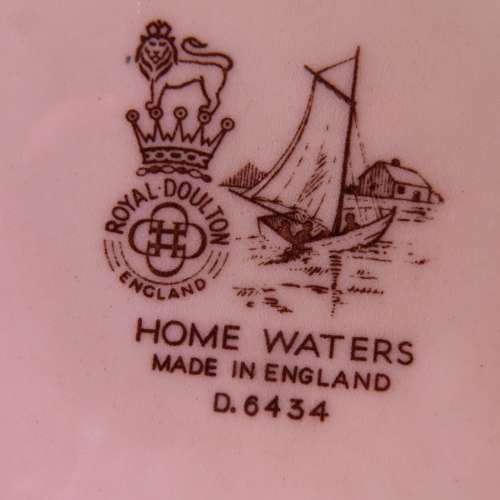 ROYAL·DOULTON
ENGLAND
HOME WATERS
MADE IN ENGLAND
D.6434